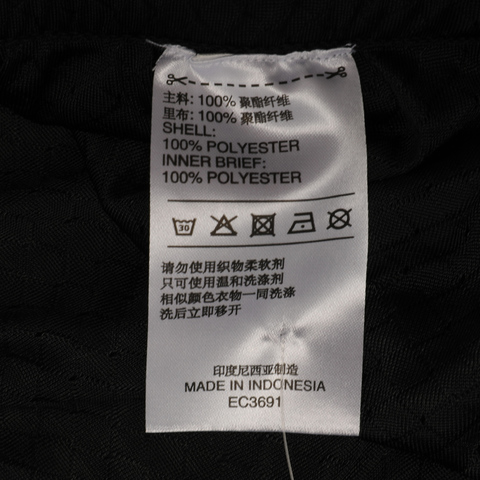 主料: 100% 聚酯纤维
里布: 100% 聚酯纤维
SHELL:
100% POLYESTER
INNER BRIEF:
100% POLYESTER
30
请勿使用织物柔软剂
只可使用温和洗涤剂
相似颜色衣物一同洗涤
洗后立即移开
印度尼西亚制造
MADE IN INDONESIA
EC3691